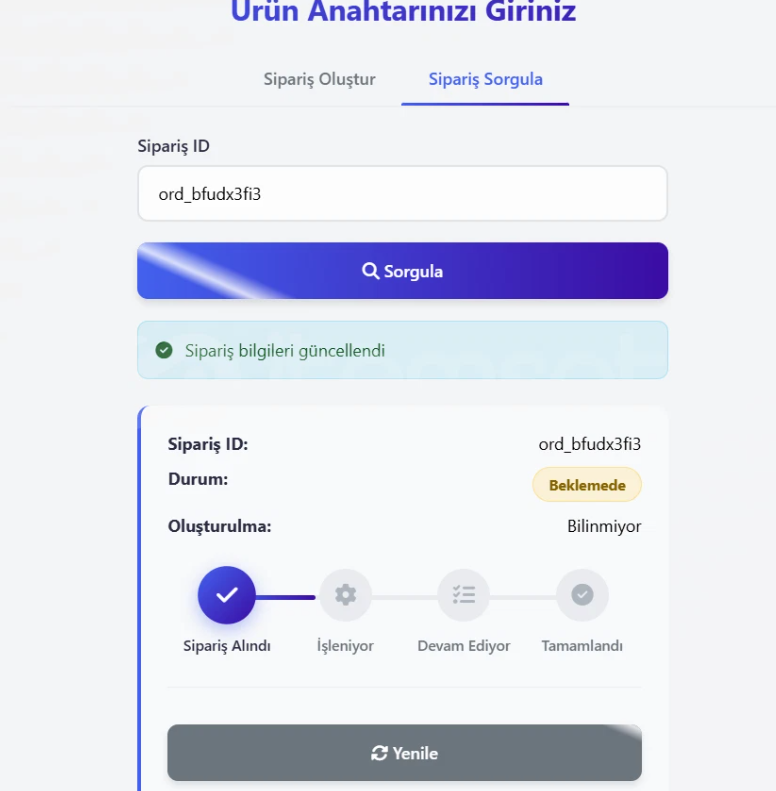 Ürün Anahtarınızı Giriniz
Sipariş Oluştur
Sipariş Sorgula
Sipariş ID
ord_bfudx3fi3
Sorgula
Sipariş bilgileri güncellendi
Sipariş ID: ord_bfudx3fi3
Durum: Beklemede
Oluşturulma: Bilinmiyor
Sipariş Alındı İşleniyor Devam Ediyor Tamamlandı
Yenile